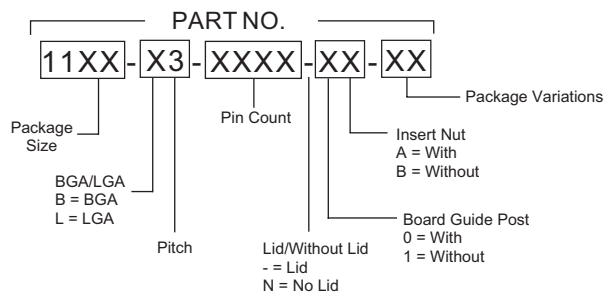 PART NO.
11XX-X3-XXXX-XX-XX
Package Variations
Pin Count
Package
Size
Insert Nut
A = With
B = Without
BGA/LGA
B = BGA
L = LGA
Board Guide Post
0 = With
1 = Without
Pitch
Lid/Without Lid
- = Lid
N = No Lid